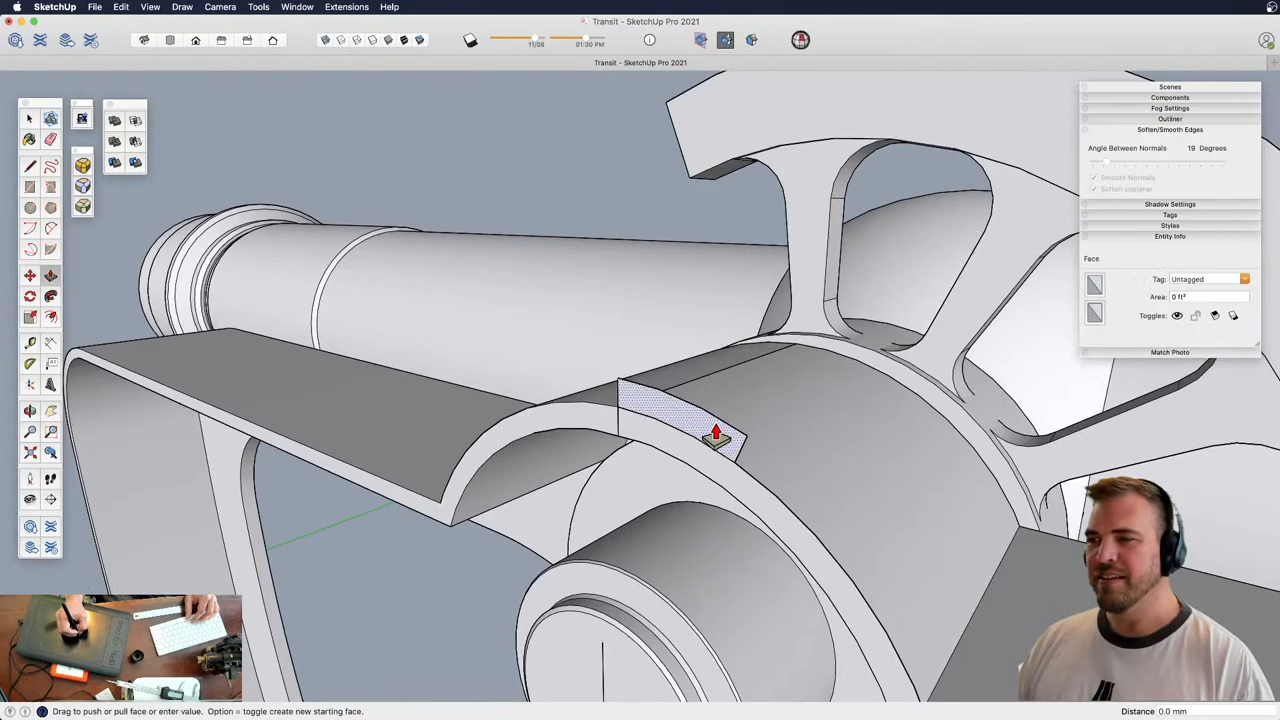 SketchUp File Edit View Draw Camera Tools Window Extensions Help
Transit - SketchUp Pro 2021
11/08
01:30 PM
Transit - SketchUp Pro 2021
Scenes
Components
Fog Settings
Outliner
Soften/Smooth Edges
Angle Between Normals 19 Degrees
Smooth Normals
Soften coplanar
Shadow Settings
Tags
Styles
Entity Info
Face
Tag: Untagged
Area: 0 ft²
Toggles:
Match Photo
Drag to push or pull face or enter value. Option = toggle create new starting face.
Distance 0.0 mm